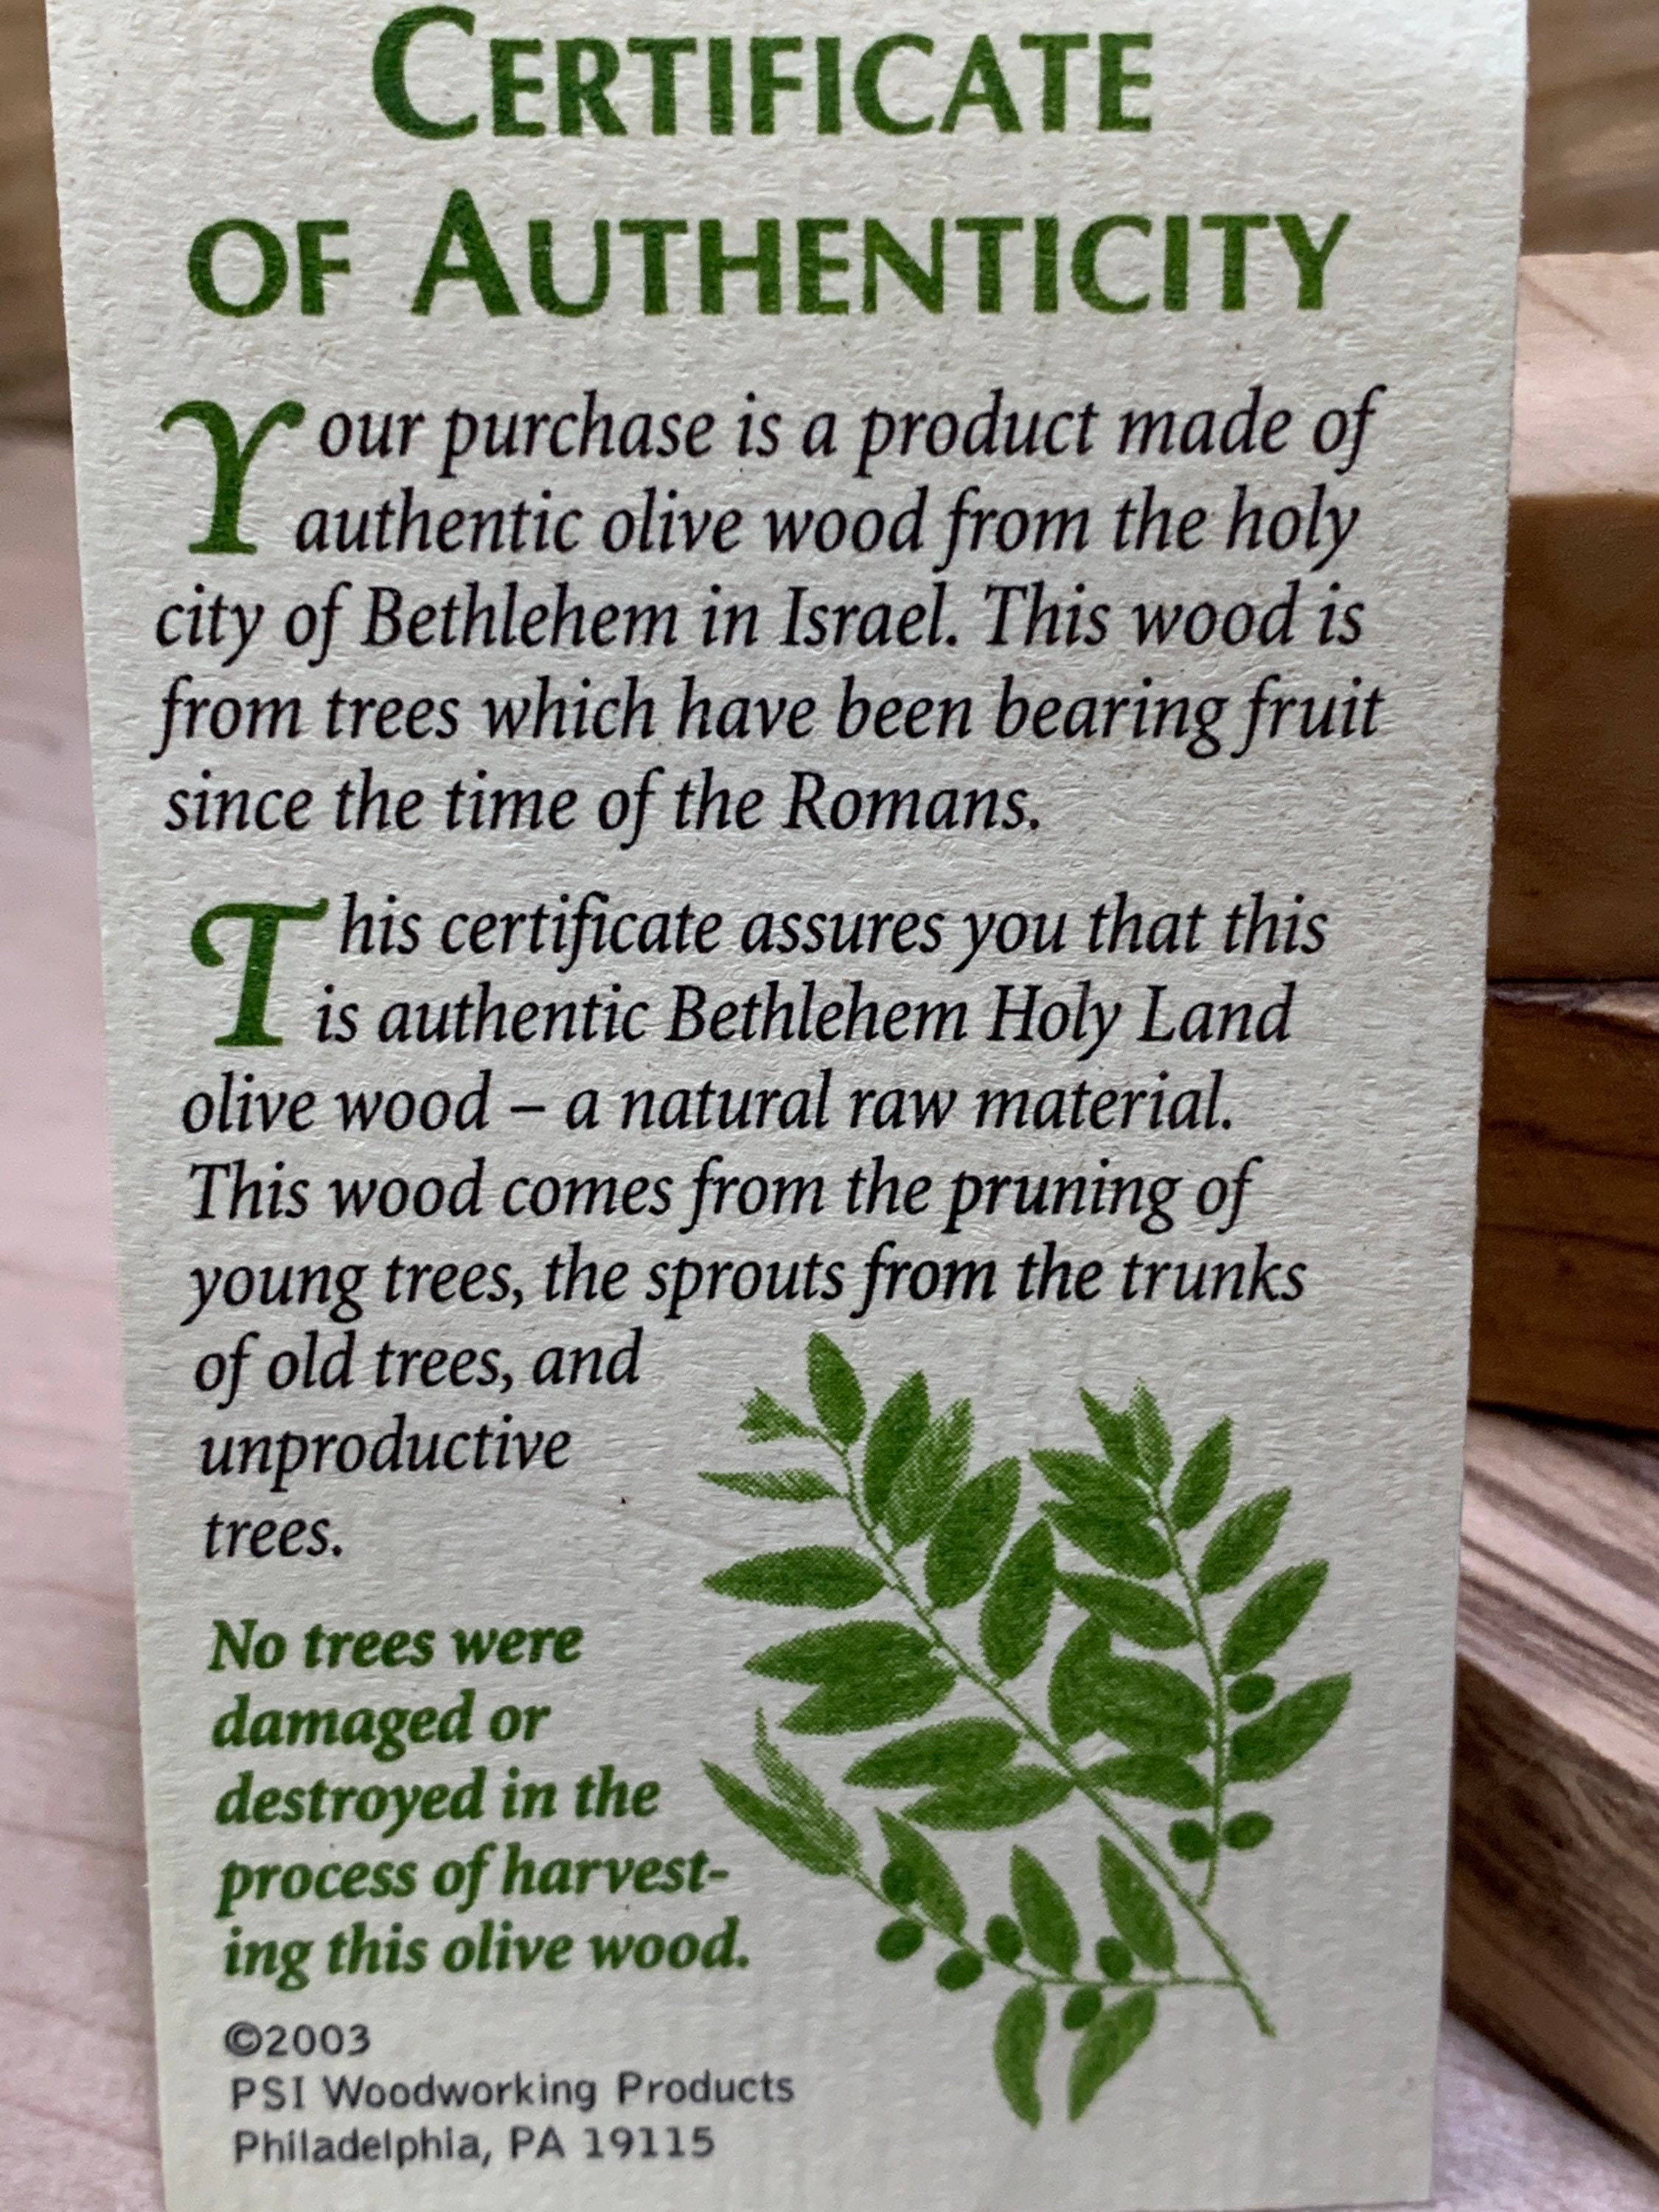 CERTIFICATE
OF AUTHENTICITY
Your purchase is a product made of
authentic olive wood from the holy
city of Bethlehem in Israel. This wood is
from trees which have been bearing fruit
since the time of the Romans.
This certificate assures you that this
is authentic Bethlehem Holy Land
olive wood – a natural raw material.
This wood comes from the pruning of
young trees, the sprouts from the trunks
of old trees, and
unproductive
trees.
No trees were
damaged or
destroyed in the
process of harvest-
ing this olive wood.
©2003
PSI Woodworking Products
Philadelphia, PA 19115